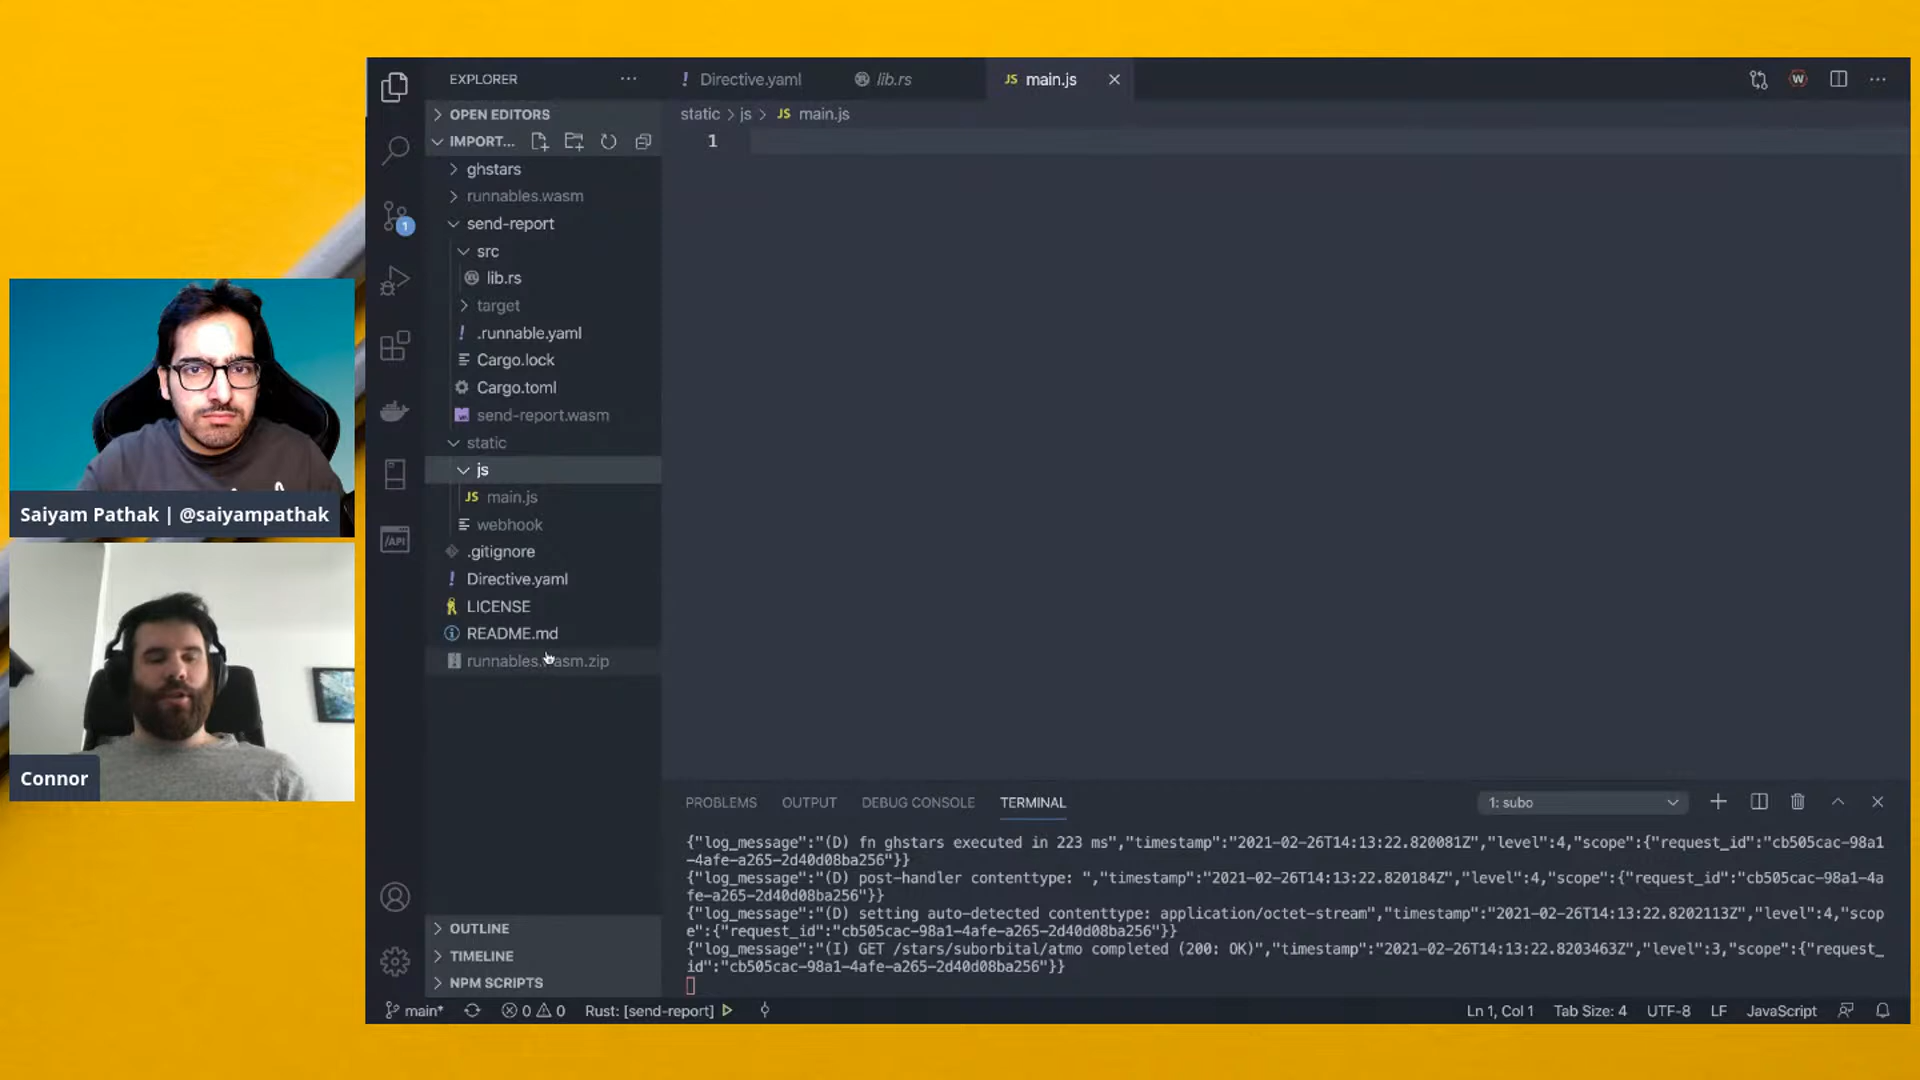 EXPLORER
OPEN EDITORS
IMPORT...
ghstars
runnables.wasm
send-report
src
lib.rs
target
.runnable.yaml
Cargo.lock
Cargo.toml
send-report.wasm
static
js
JS main.js
webhook
.gitignore
Directive.yaml
LICENSE
README.md
runnables.wasm.zip
OUTLINE
TIMELINE
NPM SCRIPTS
1
/API
! Directive.yaml
lib.rs
JS main.js
W
static > js > JS main.js
1
PROBLEMS OUTPUT DEBUG CONSOLE TERMINAL
1: subo
{"log_message":"(D) fn ghstars executed in 223 ms","timestamp":"2021-02-26T14:13:22.820081Z","level":4,"scope":{"request_id":"cb505cac-98a1
-4afe-a265-2d40d08ba256"}}
{"log_message":"(D) post-handler contenttype: ","timestamp":"2021-02-26T14:13:22.820184Z","level":4,"scope":{"request_id":"cb505cac-98a1-4a
fe-a265-2d40d08ba256"}}
{"log_message":"(D) setting auto-detected contenttype: application/octet-stream","timestamp":"2021-02-26T14:13:22.8202113Z","level":4,"scop
e":{"request_id":"cb505cac-98a1-4afe-a265-2d40d08ba256"}}
{"log_message":"(I) GET /stars/suborbital/atmo completed (200: OK)","timestamp":"2021-02-26T14:13:22.8203463Z","level":3,"scope":{"request_
id":"cb505cac-98a1-4afe-a265-2d40d08ba256"}}
main* 0 0 Rust: [send-report]
Ln 1, Col 1 Tab Size: 4 UTF-8 LF JavaScript
Saiyam Pathak | @saiyampathak
Connor